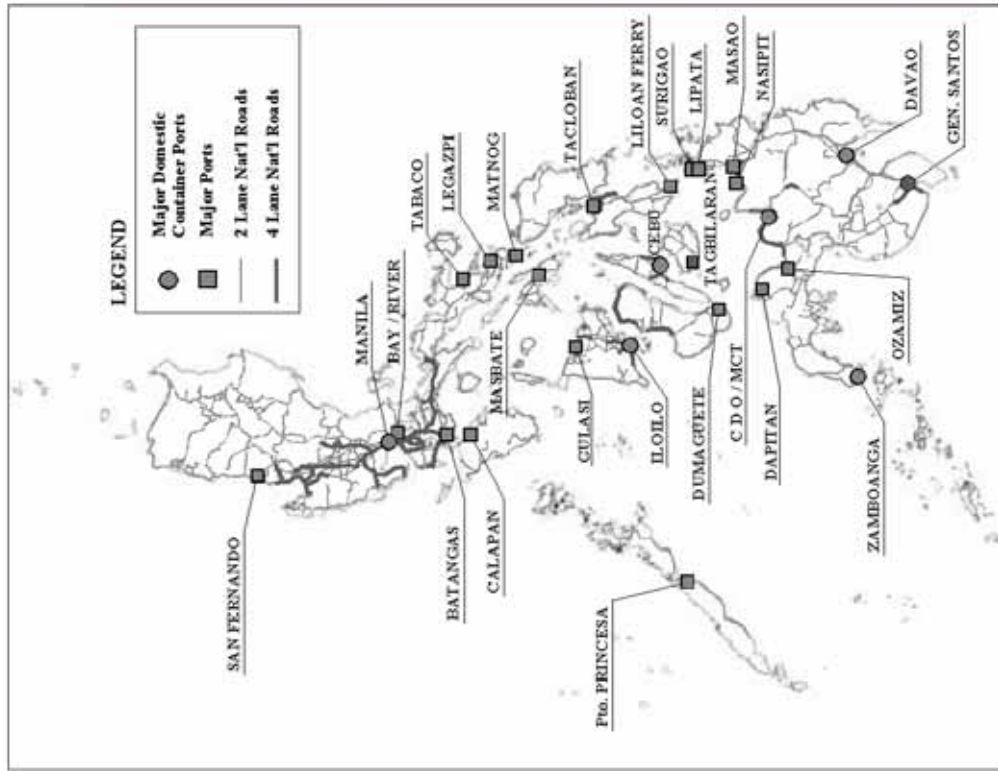 LEGEND
Major Domestic
Container Ports
Major Ports
2 Lane Nat'l Roads
4 Lane Nat'l Roads
SAN FERNANDO
MANILA
BAY / RIVER
BATANGAS
CALAPAN
TABACO
LEGAZPI
MATNOG
MASBATE
TACLOBAN
LILOAN FERRY
SURIGAO
LIPATA
MASAO
NASIPIT
CULASI
ILOILO
CEBU
TAGBILARAN
DUMAGUETE
C D O / MCT
DAPITAN
OZAMIZ
ZAMBOANGA
DAVAO
GEN. SANTOS
Pto. PRINCESA